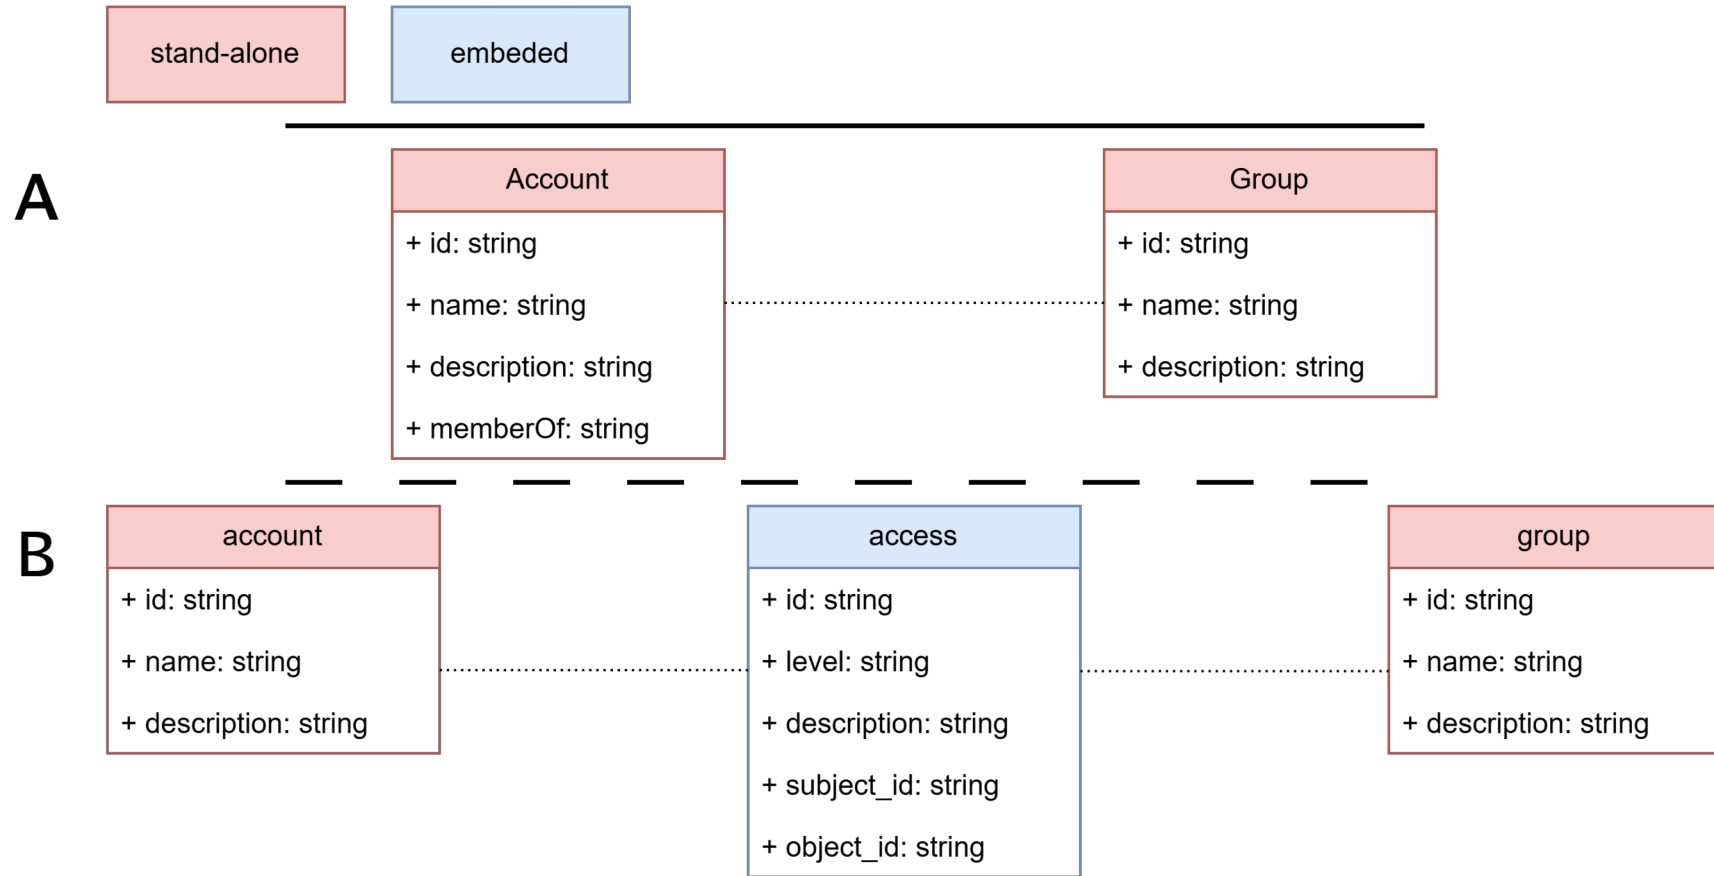 stand-alone
embeded
A
Account
+ id: string
+ name: string
+ description: string
+ memberOf: string
Group
+ id: string
+ name: string
+ description: string
B
account
+ id: string
+ name: string
+ description: string
access
+ id: string
+ level: string
+ description: string
+ subject_id: string
+ object_id: string
group
+ id: string
+ name: string
+ description: string